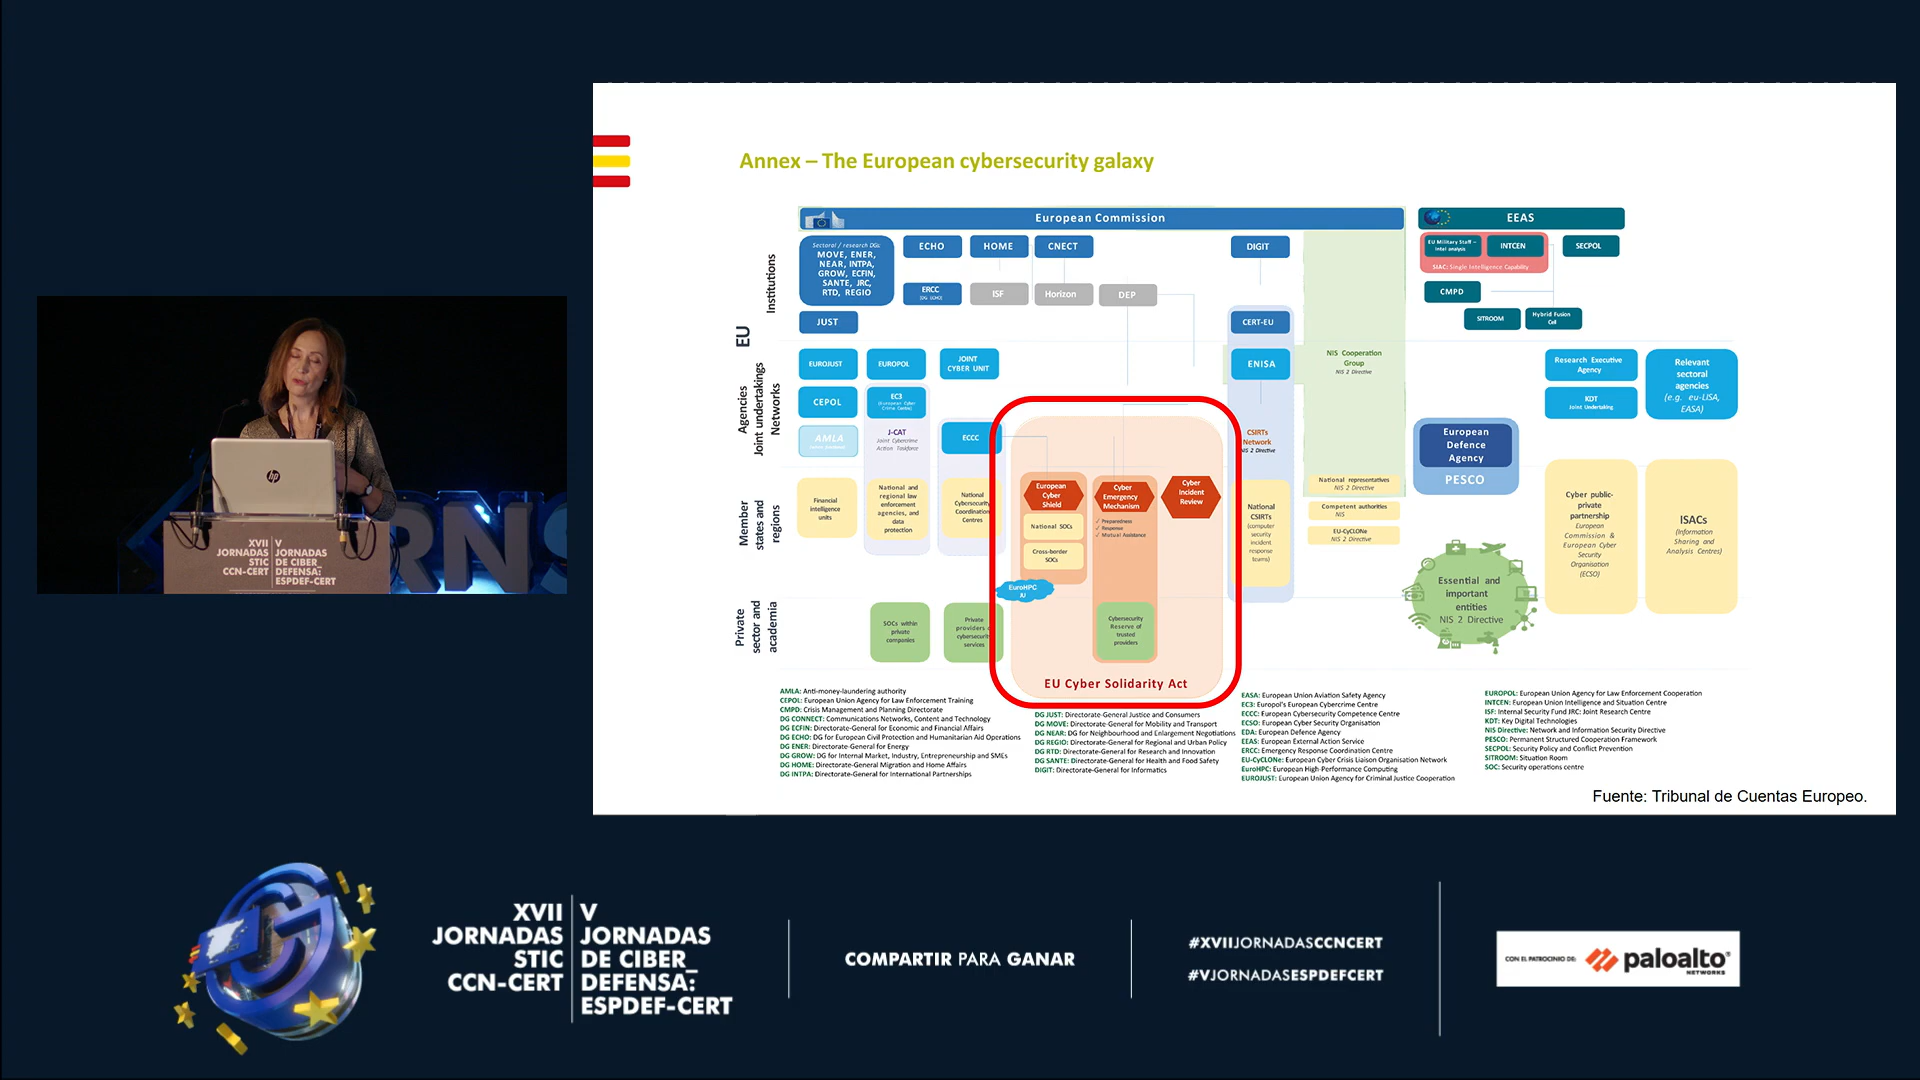 Annex – The European cybersecurity galaxy
European Commission
EEAS
EU
Institutions
Agencies
Joint undertakings
Networks
Member
states and
regions
Private
sector and
academia
Sectoral / research DGs:
MOVE, ENER,
NEAR, INTPA,
GROW, ECFIN,
SANTE, JRC,
RTD, REGIO
ECHO
HOME
CNECT
DIGIT
ERCC
(DG ECHO)
ISF
Horizon
DEP
JUST
CERT-EU
EU Military Staff –
Intel analysis
INTCEN
SIAC: Single Intelligence Capability
SECPOL
CMPD
SITROOM
Hybrid Fusion
Cell
EUROJUST
EUROPOL
JOINT
CYBER UNIT
ENISA
NIS Cooperation
Group
NIS 2 Directive
Research Executive
Agency
Relevant
sectoral
agencies
(e.g. eu-LISA,
EASA)
CEPOL
EC3
(European Cyber-
Crime Centre)
KDT
Joint Undertaking
AMLA
J-CAT
Joint Cybercrime
Action Taskforce
ECCC
CSIRTs
Network
NIS 2 Directive
European
Defence
Agency
PESCO
Financial
intelligence
units
National and
regional law
enforcement
agencies, and
data
protection
National
Cybersecurity
Coordination
Centres
European
Cyber
Shield
National SOCs
Cross-border
SOCs
EuroHPC
JU
Cyber
Emergency
Mechanism
✓ Preparedness
✓ Response
✓ Mutual Assistance
Cyber
Incident
Review
National
CSIRTs
(computer
security
incident
response
teams)
National representatives
NIS 2 Directive
Competent authorities
NIS
EU-CyCLONe
NIS 2 Directive
Essential and
important
entities
NIS 2 Directive
Cyber public-
private
partnership
European
Commission &
European Cyber
Security
Organisation
(ECSO)
ISACs
(Information
Sharing and
Analysis Centres)
SOCs within
private
companies
Private
providers
cybersecurity
services
Cybersecurity
Reserve of
trusted
providers
EU Cyber Solidarity Act
AMLA: Anti-money-laundering authority
CEPOL: European Union Agency for Law Enforcement Training
CMPD: Crisis Management and Planning Directorate
DG CONNECT: Communications Networks, Content and Technology
DG ECFIN: Directorate-General for Economic and Financial Affairs
DG ECHO: DG for European Civil Protection and Humanitarian Aid Operations
DG ENER: Directorate-General for Energy
DG GROW: DG for Internal Market, Industry, Entrepreneurship and SMEs
DG HOME: Directorate-General Migration and Home Affairs
DG INTPA: Directorate-General for International Partnerships
DG JUST: Directorate-General Justice and Consumers
DG MOVE: Directorate-General for Mobility and Transport
DG NEAR: DG for Neighbourhood and Enlargement Negotiations
DG REGIO: Directorate-General for Regional and Urban Policy
DG RTD: Directorate-General for Research and Innovation
DG SANTE: Directorate-General for Health and Food Safety
DIGIT: Directorate-General for Informatics
EASA: European Union Aviation Safety Agency
EC3: Europol's European Cybercrime Centre
ECCC: European Cybersecurity Competence Centre
ECSO: European Cyber Security Organisation
EDA: European Defence Agency
EEAS: European External Action Service
ERCC: Emergency Response Coordination Centre
EU-CyCLONe: European Cyber Crisis Liaison Organisation Network
EuroHPC: European High-Performance Computing
EUROJUST: European Union Agency for Criminal Justice Cooperation
EUROPOL: European Union Agency for Law Enforcement Cooperation
INTCEN: European Union Intelligence and Situation Centre
ISF: Internal Security Fund JRC: Joint Research Centre
KDT: Key Digital Technologies
NIS Directive: Network and Information Security Directive
PESCO: Permanent Structured Cooperation Framework
SECPOL: Security Policy and Conflict Prevention
SITROOM: Situation Room
SOC: Security operations centre
Fuente: Tribunal de Cuentas Europeo.
hp
XVII
JORNADAS
STIC
CCN-CERT
V
JORNADAS
DE CIBER_
DEFENSA:
ESPDEF-CERT
RNS
XVII
JORNADAS
STIC
CCN-CERT
V
JORNADAS
DE CIBER_
DEFENSA:
ESPDEF-CERT
COMPARTIR PARA GANAR
#XVIIJORNADASCCNCERT
#VJORNADASESPDEFCERT
CON EL PATROCINIO DE:
paloalto
NETWORKS